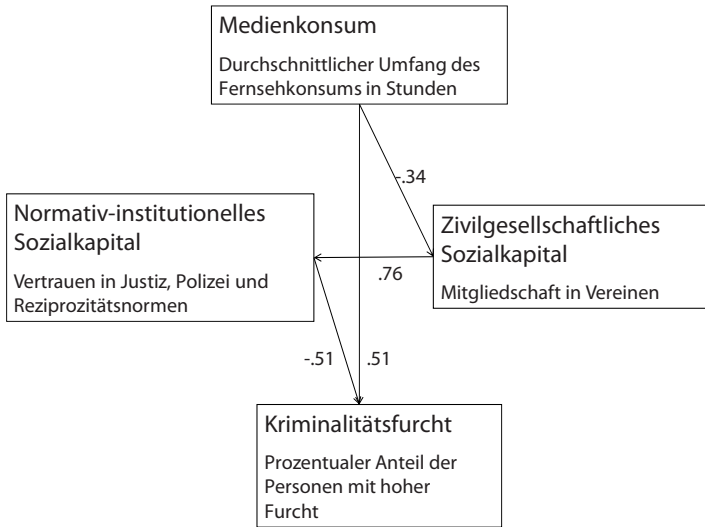 Medienkonsum
Durchschnittlicher Umfang des
Fernsehkonsums in Stunden
-.34
Normativ-institutionelles
Sozialkapital
Vertrauen in Justiz, Polizei und
Reziprozitätsnormen
Zivilgesellschaftliches
Sozialkapital
Mitgliedschaft in Vereinen
.76
-.51
.51
Kriminalitätsfurcht
Prozentualer Anteil der
Personen mit hoher
Furcht